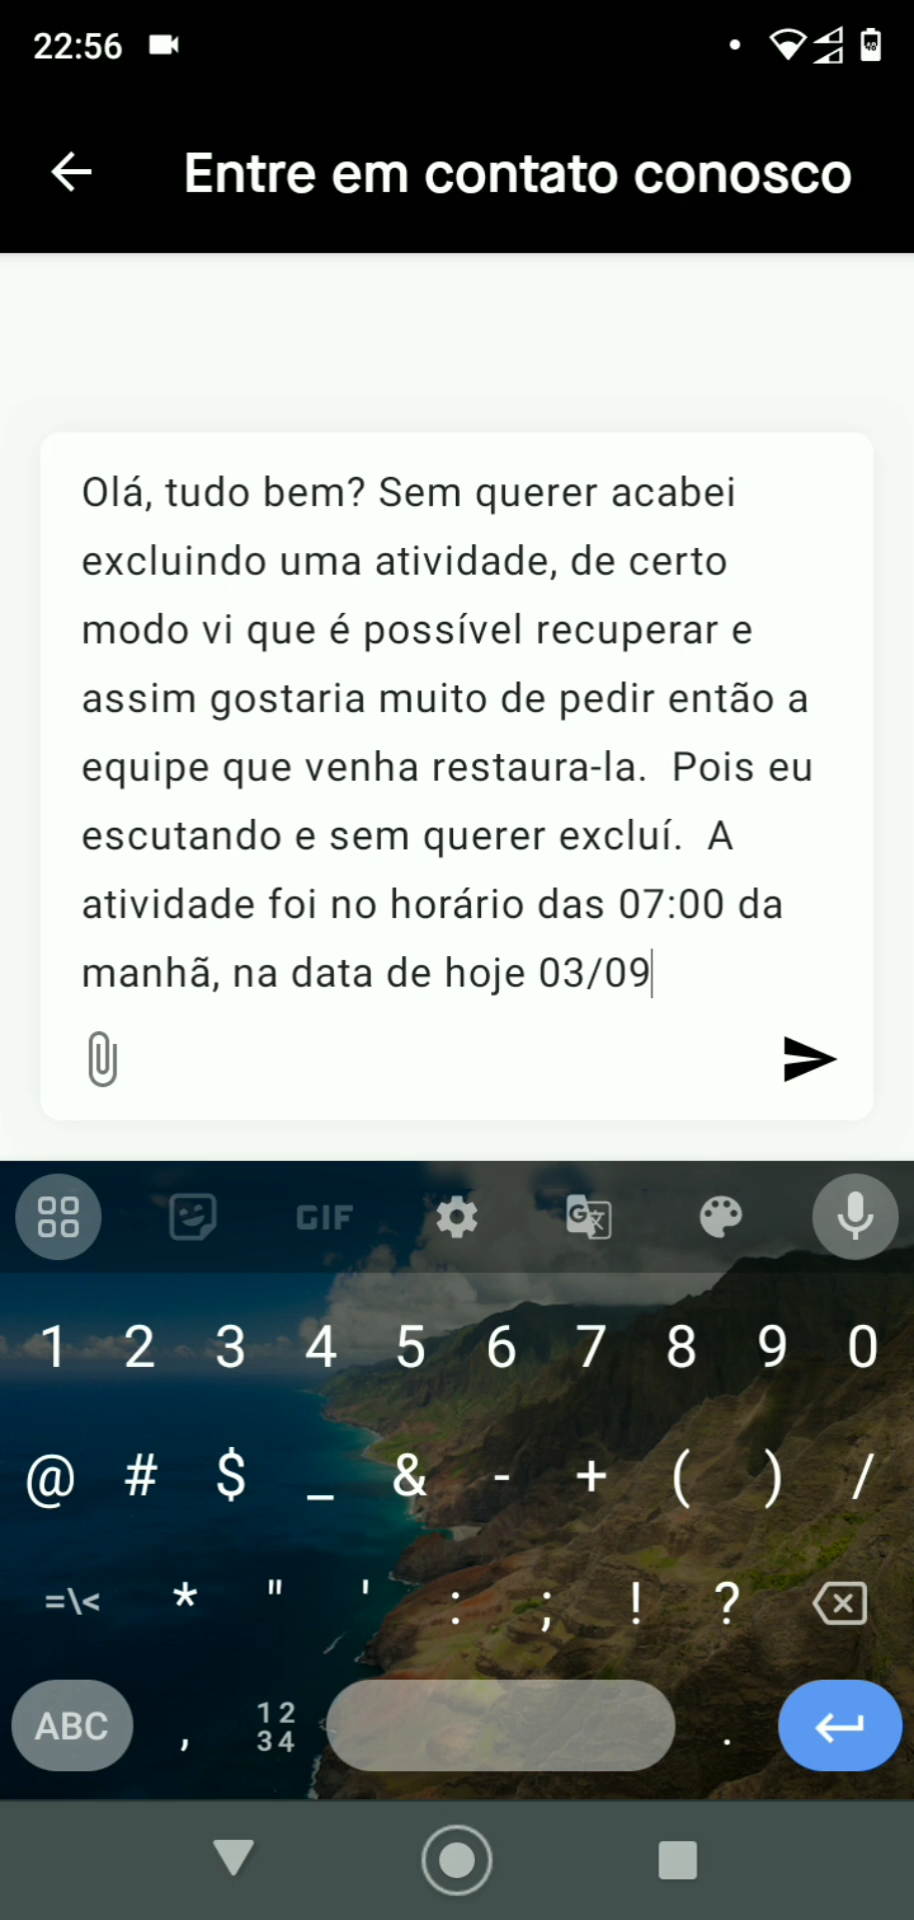 22:56
Entre em contato conosco
Olá, tudo bem? Sem querer acabei
excluindo uma atividade, de certo
modo vi que é possível recuperar e
assim gostaria muito de pedir então a
equipe que venha restaura-la.  Pois eu
escutando e sem querer excluí.  A
atividade foi no horário das 07:00 da
manhã, na data de hoje 03/09
GIF
1 2 3 4 5 6 7 8 9 0
@ # $ _ & - + ( ) /
=\< * " ' : ; ! ?
ABC , 12 34 .